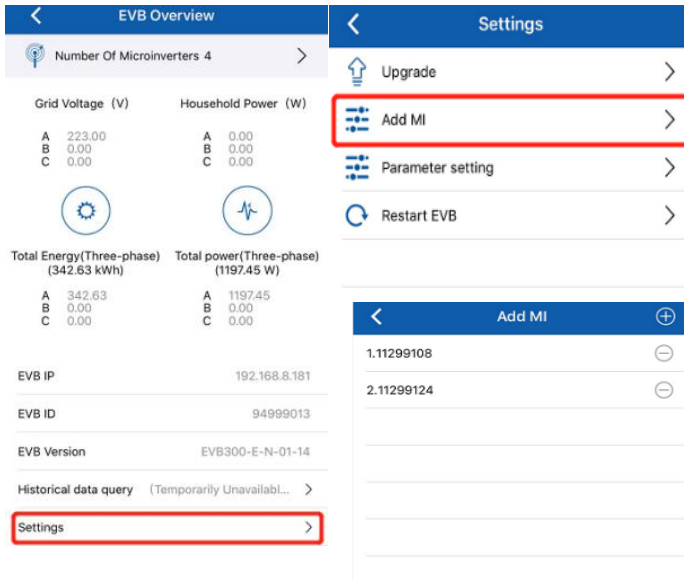 EVB Overview
Number Of Microinverters 4
Grid Voltage (V) Household Power (W)
A 223.00 A 0.00
B 0.00 B 0.00
C 0.00 C 0.00
Total Energy(Three-phase) Total power(Three-phase)
(342.63 kWh) (1197.45 W)
A 342.63 A 1197.45
B 0.00 B 0.00
C 0.00 C 0.00
EVB IP 192.168.8.181
EVB ID 94999013
EVB Version EVB300-E-N-01-14
Historical data query (Temporarily Unavailabl...
Settings
Settings
Upgrade
Add MI
Parameter setting
Restart EVB
Add MI
1.11299108
2.11299124